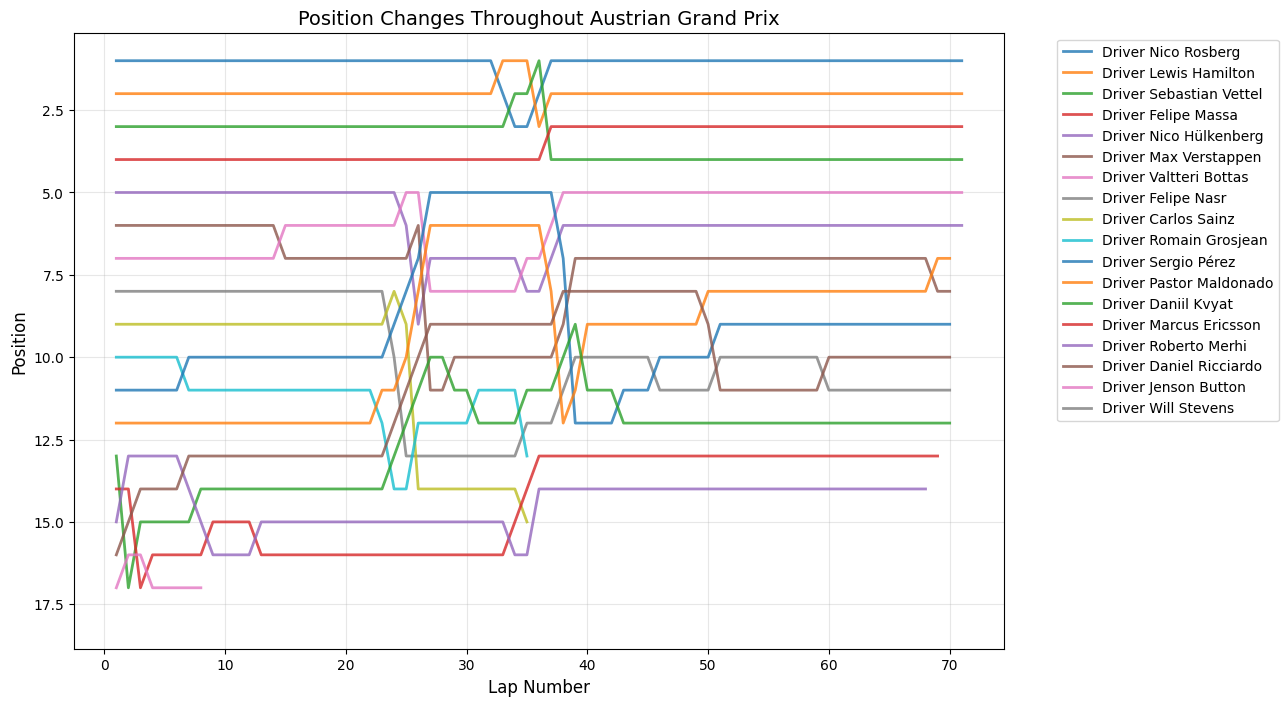 Position Changes Throughout Austrian Grand Prix
Position
2.5
5.0
7.5
10.0
12.5
15.0
17.5
0 10 20 30 40 50 60 70
Lap Number
Driver Nico Rosberg
Driver Lewis Hamilton
Driver Sebastian Vettel
Driver Felipe Massa
Driver Nico Hülkenberg
Driver Max Verstappen
Driver Valtteri Bottas
Driver Felipe Nasr
Driver Carlos Sainz
Driver Romain Grosjean
Driver Sergio Pérez
Driver Pastor Maldonado
Driver Daniil Kvyat
Driver Marcus Ericsson
Driver Roberto Merhi
Driver Daniel Ricciardo
Driver Jenson Button
Driver Will Stevens